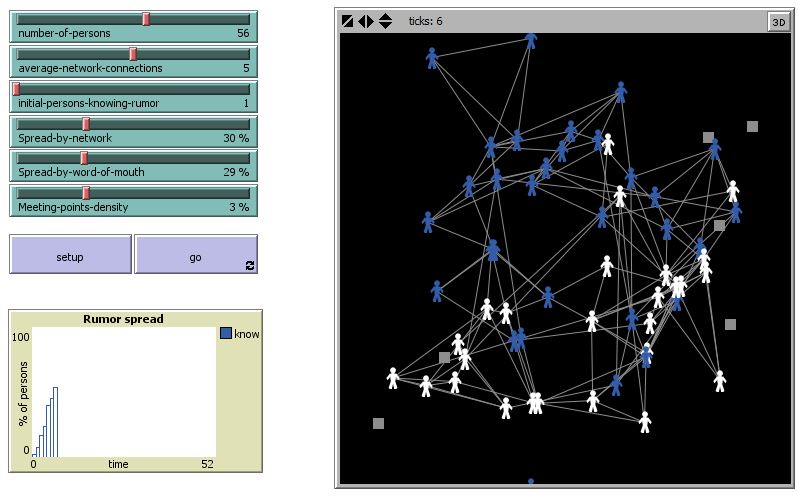 number-of-persons 56
average-network-connections 5
initial-persons-knowing-rumor 1
Spread-by-network 30 %
Spread-by-word-of-mouth 29 %
Meeting-points-density 3 %
setup
go
Rumor spread
100
% of persons
0
0
time
52
know
ticks: 6
3D